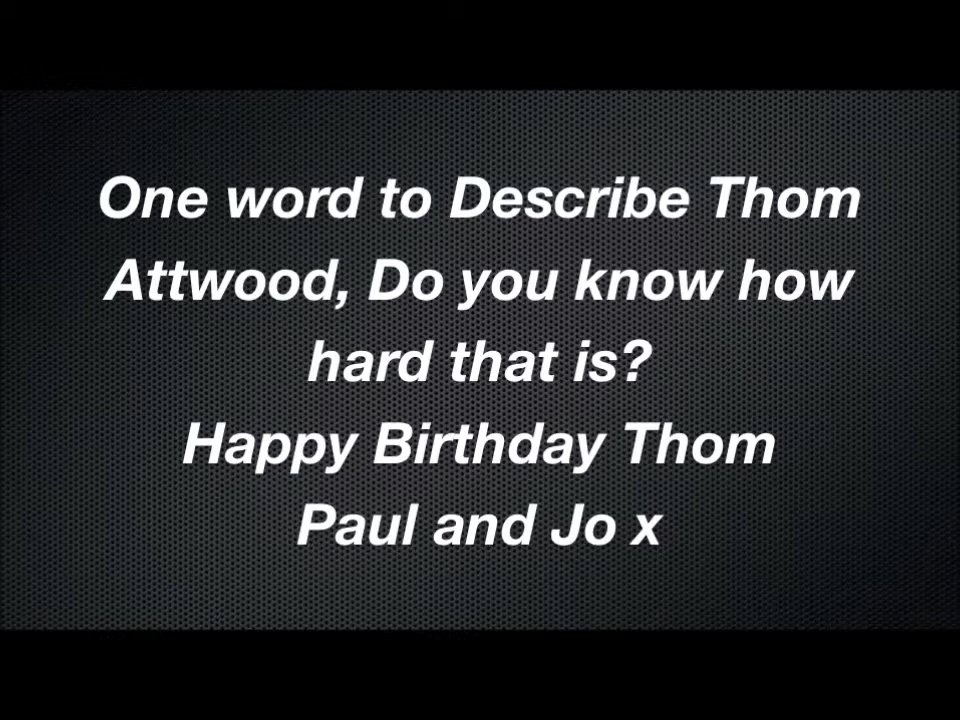 One word to Describe Thom
Attwood, Do you know how
hard that is?
Happy Birthday Thom
Paul and Jo x